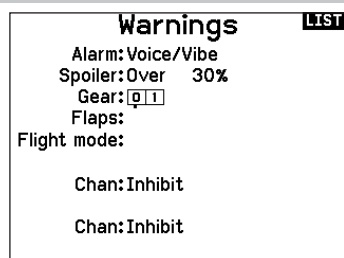 Warnings
LIST
Alarm: Voice/Vibe
Spoiler: Over 30%
Gear: 0 1
Flaps:
Flight mode:
Chan: Inhibit
Chan: Inhibit